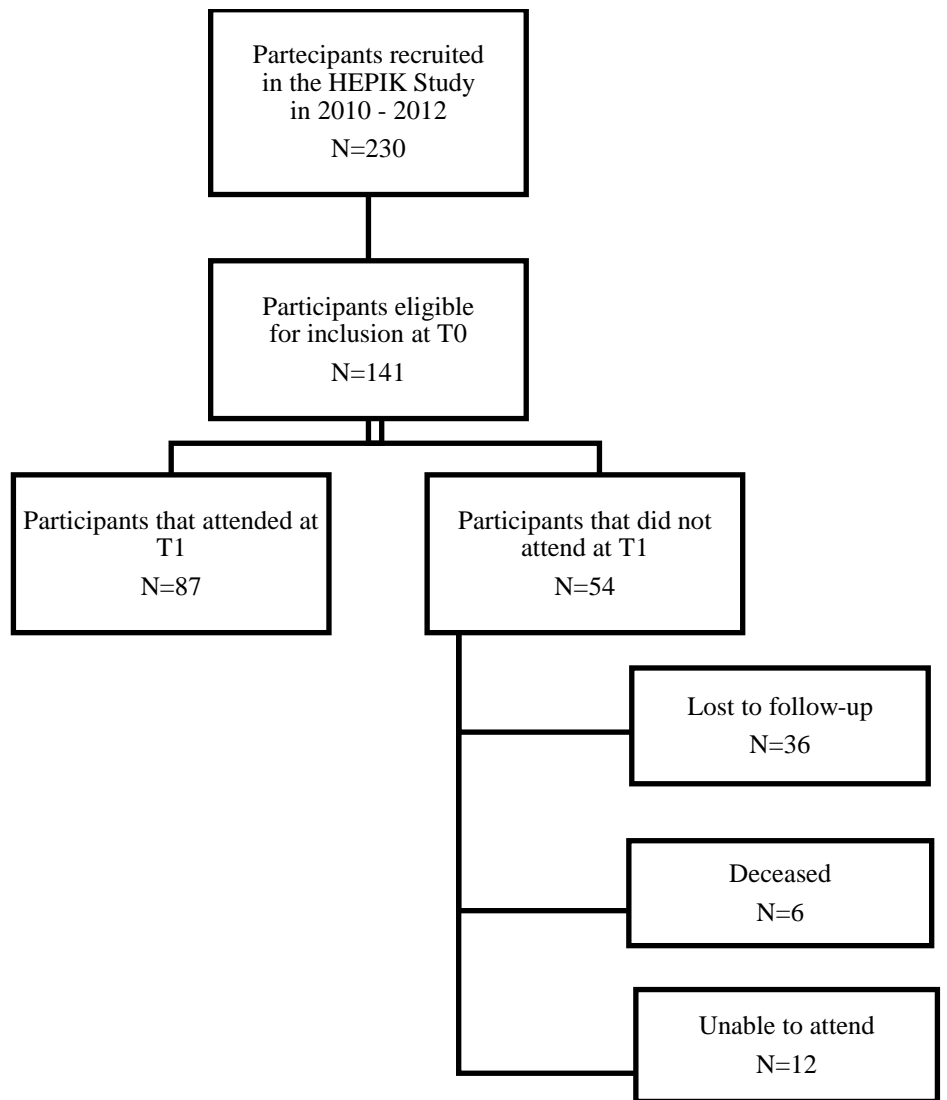 Partecipants recruited
in the HEPIK Study
in 2010 - 2012
N=230
Participants eligible
for inclusion at T0
N=141
Participants that attended at
T1
N=87
Participants that did not
attend at T1
N=54
Lost to follow-up
N=36
Deceased
N=6
Unable to attend
N=12